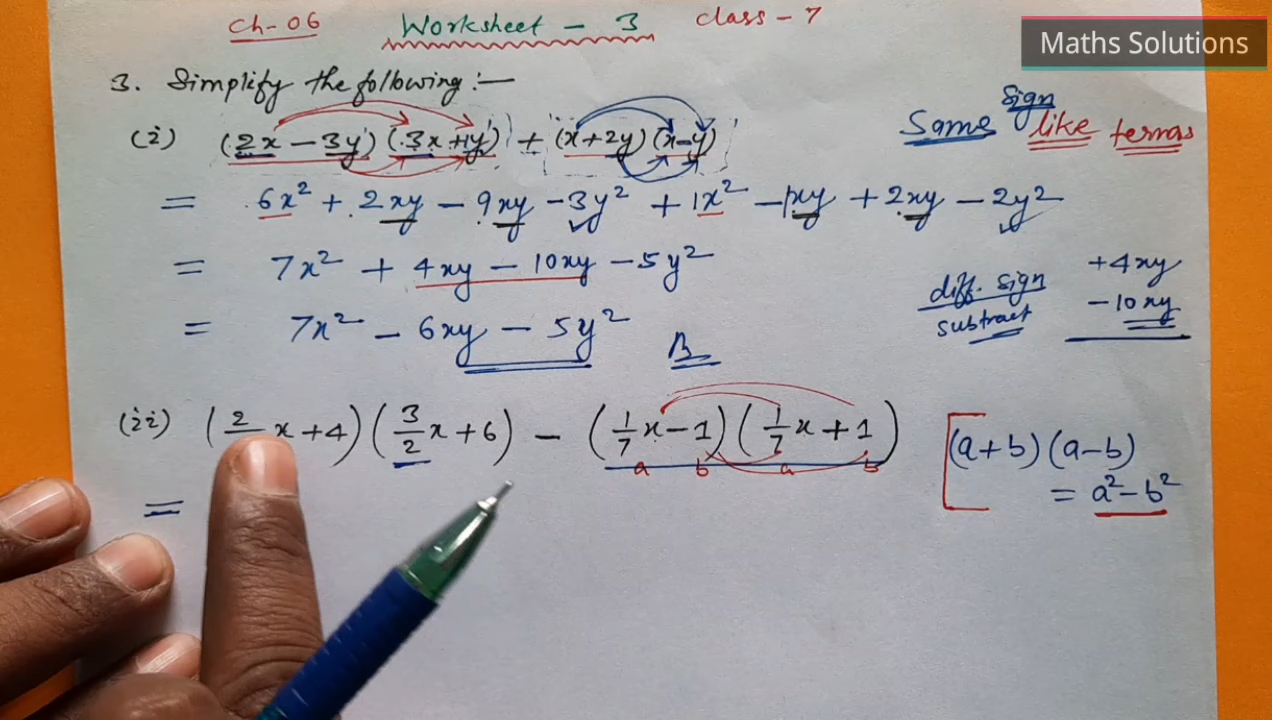 Ch-06 Worksheet - 3 Class - 7
Maths Solutions
3. Simplify the following :-
(i) (2x - 3y) (3x + 1y) + (x + 2y) (x - y)
Same Sign like terms
= 6x² + 2xy - 9xy - 3y² + 1x² - 1xy + 2xy - 2y²
= 7x² + 4xy - 10xy - 5y²
diff. sign
subtract
+4xy
-10xy
= 7x² - 6xy - 5y²
(ii) (2 x + 4) (3/2 x + 6) - (1/7 x - 1) (1/7 x + 1)
a b a b
(a+b) (a-b)
= a² - b²
=